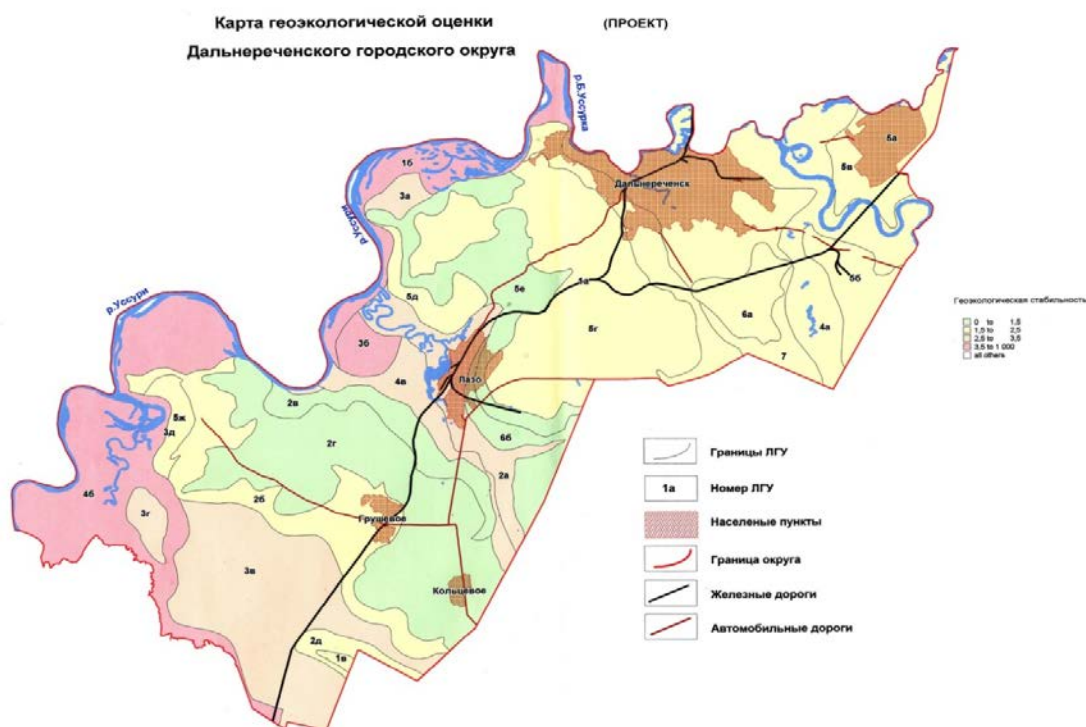 Карта геоэкологической оценки
(ПРОЕКТ)
Дальнереченского городского округа
р.Б.Уссурка
5а
1б
5в
3а
Дальнереченск
р.Уссури
5б
5е
1а
р.Уссури
5д
6а
4а
5г
3б
7
4в
Лазо
2в
5ж
3д
2г
6б
2а
4б
2б
3г
Грушевое
3в
Кольцевое
2д
1в
Геоэкологическая стабильность
0 to 1,5
1,5 to 2,5
2,5 to 3,5
3,5 to 1 000
all others
Границы ЛГУ
1а Номер ЛГУ
Населеные пункты
Граница округа
Железные дороги
Автомобильные дороги